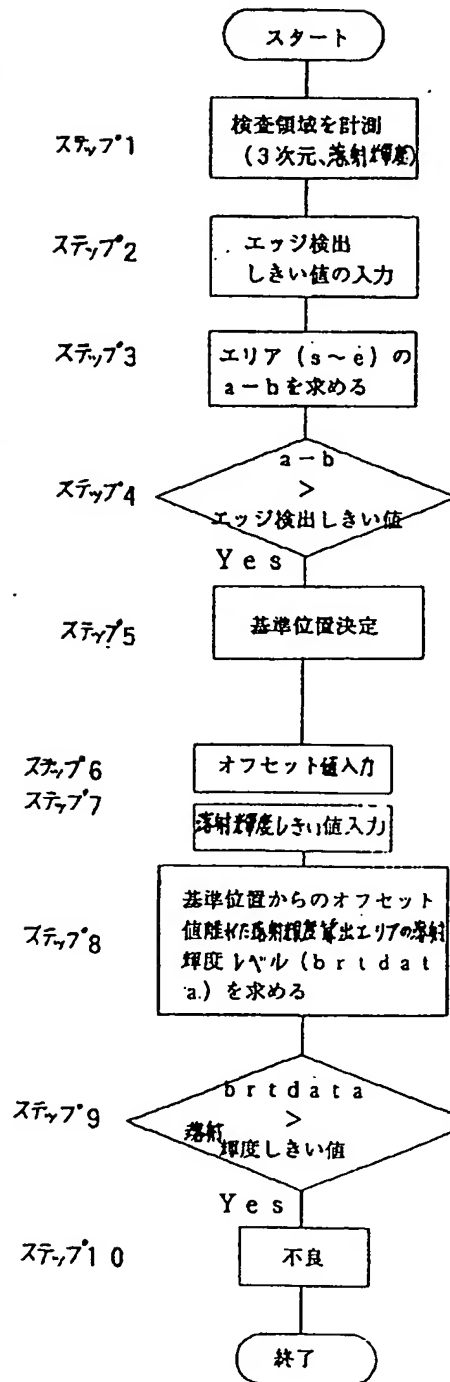 スタート
ステップ1
検査領域を計測
(3次元、落射輝度)
ステップ2
エッジ検出
しきい値の入力
ステップ3
エリア(s~e)の
a-bを求める
ステップ4
a-b
>
エッジ検出しきい値
Yes
ステップ5
基準位置決定
ステップ6
オフセット値入力
ステップ7
落射輝度しきい値入力
ステップ8
基準位置からのオフセット
値離れた落射輝度算出エリアの落射
輝度レベル(brtdat
a.)を求める
ステップ9
brtdata
>
落射
輝度しきい値
Yes
ステップ10
不良
終了